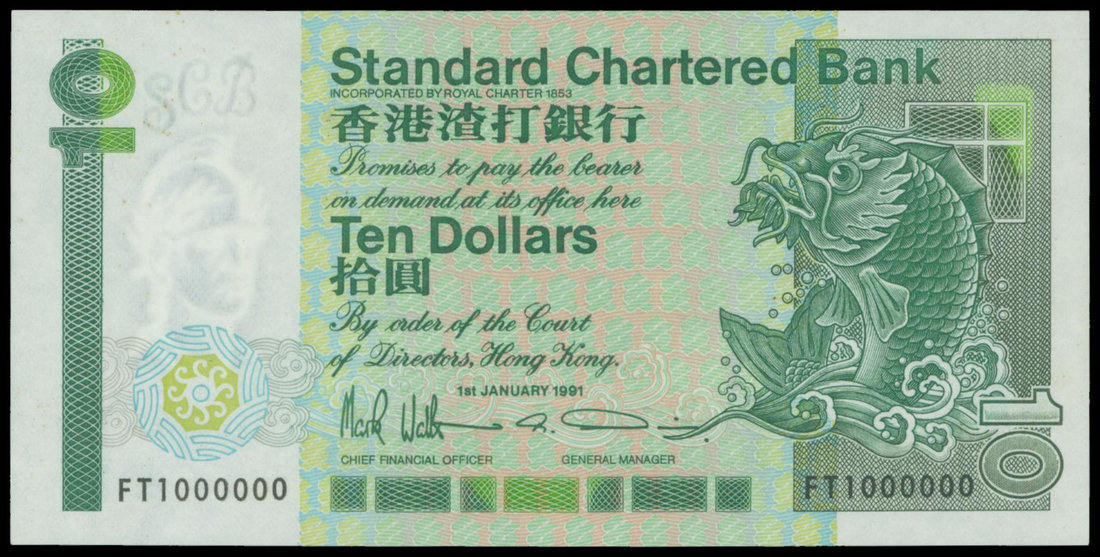 10
Standard Chartered Bank
INCORPORATED BY ROYAL CHARTER 1853
香港渣打銀行
Promises to pay the bearer
on demand at its office here
Ten Dollars
拾圓
By order of the Court
of Directors, Hong Kong.
1st JANUARY 1991
CHIEF FINANCIAL OFFICER GENERAL MANAGER
FT1000000 FT1000000
10